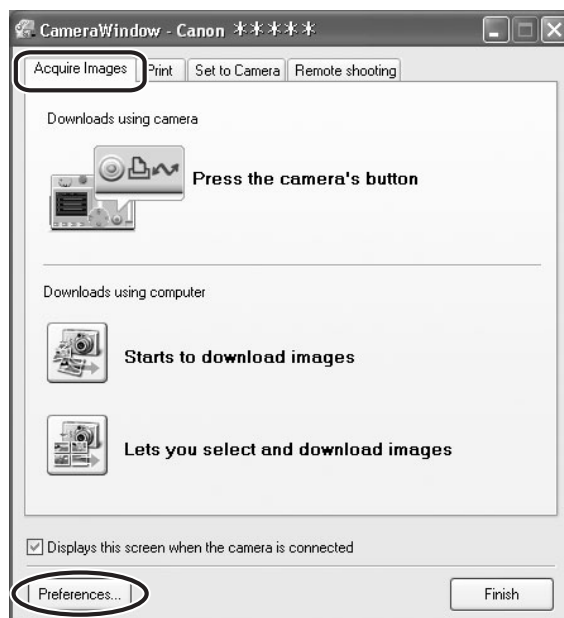 CameraWindow - Canon *****
Acquire Images Print Set to Camera Remote shooting
Downloads using camera
Press the camera's button
Downloads using computer
Starts to download images
Lets you select and download images
Displays this screen when the camera is connected
Preferences... Finish